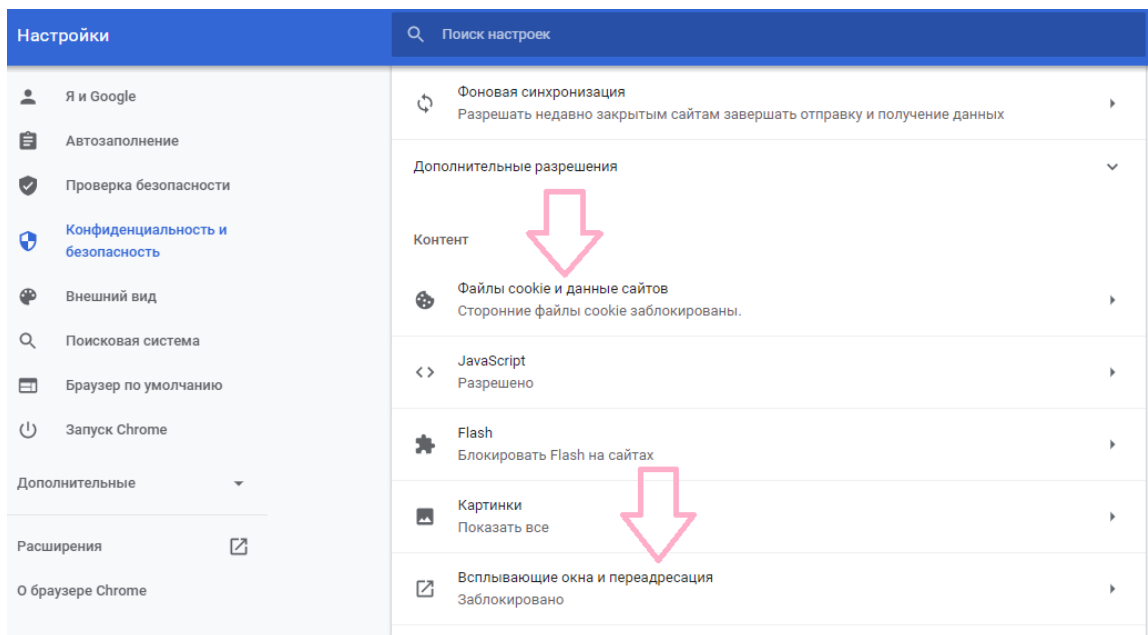 Настройки
Поиск настроек
Я и Google
Автозаполнение
Проверка безопасности
Конфиденциальность и
безопасность
Внешний вид
Поисковая система
Браузер по умолчанию
Запуск Chrome
Дополнительные
Расширения
О браузере Chrome
Фоновая синхронизация
Разрешать недавно закрытым сайтам завершать отправку и получение данных
Дополнительные разрешения
Контент
Файлы cookie и данные сайтов
Сторонние файлы cookie заблокированы.
JavaScript
Разрешено
Flash
Блокировать Flash на сайтах
Картинки
Показать все
Всплывающие окна и переадресация
Заблокировано